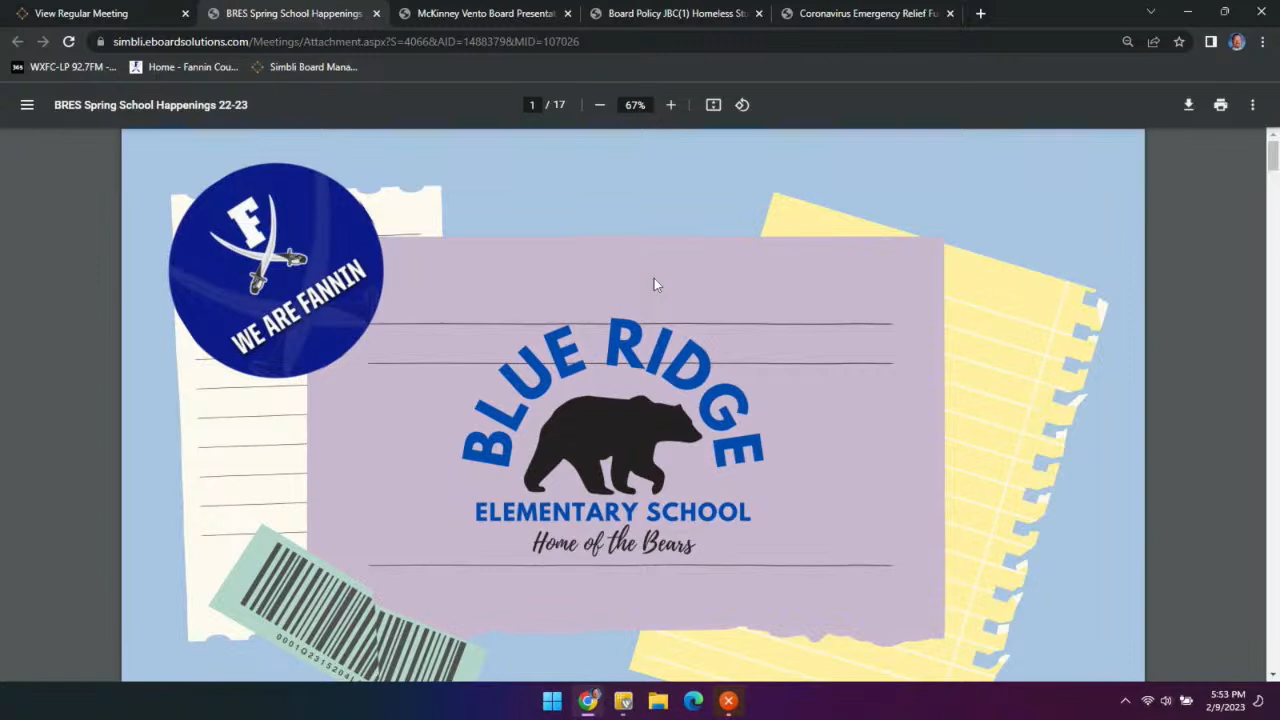 View Regular Meeting
BRES Spring School Happenings
McKinney Vento Board Presentat
Board Policy JBC(1) Homeless Stu
Coronavirus Emergency Relief Fu
simbli.eboardsolutions.com/Meetings/Attachment.aspx?S=4066&AID=1488379&MID=107026
WXFC-LP 92.7FM -...
Home - Fannin Cou...
Simbli Board Mana...
BRES Spring School Happenings 22-23
1 / 17
67%
F
WE ARE FANNIN
BLUE RIDGE
ELEMENTARY SCHOOL
Home of the Bears
5:53 PM
2/9/2023